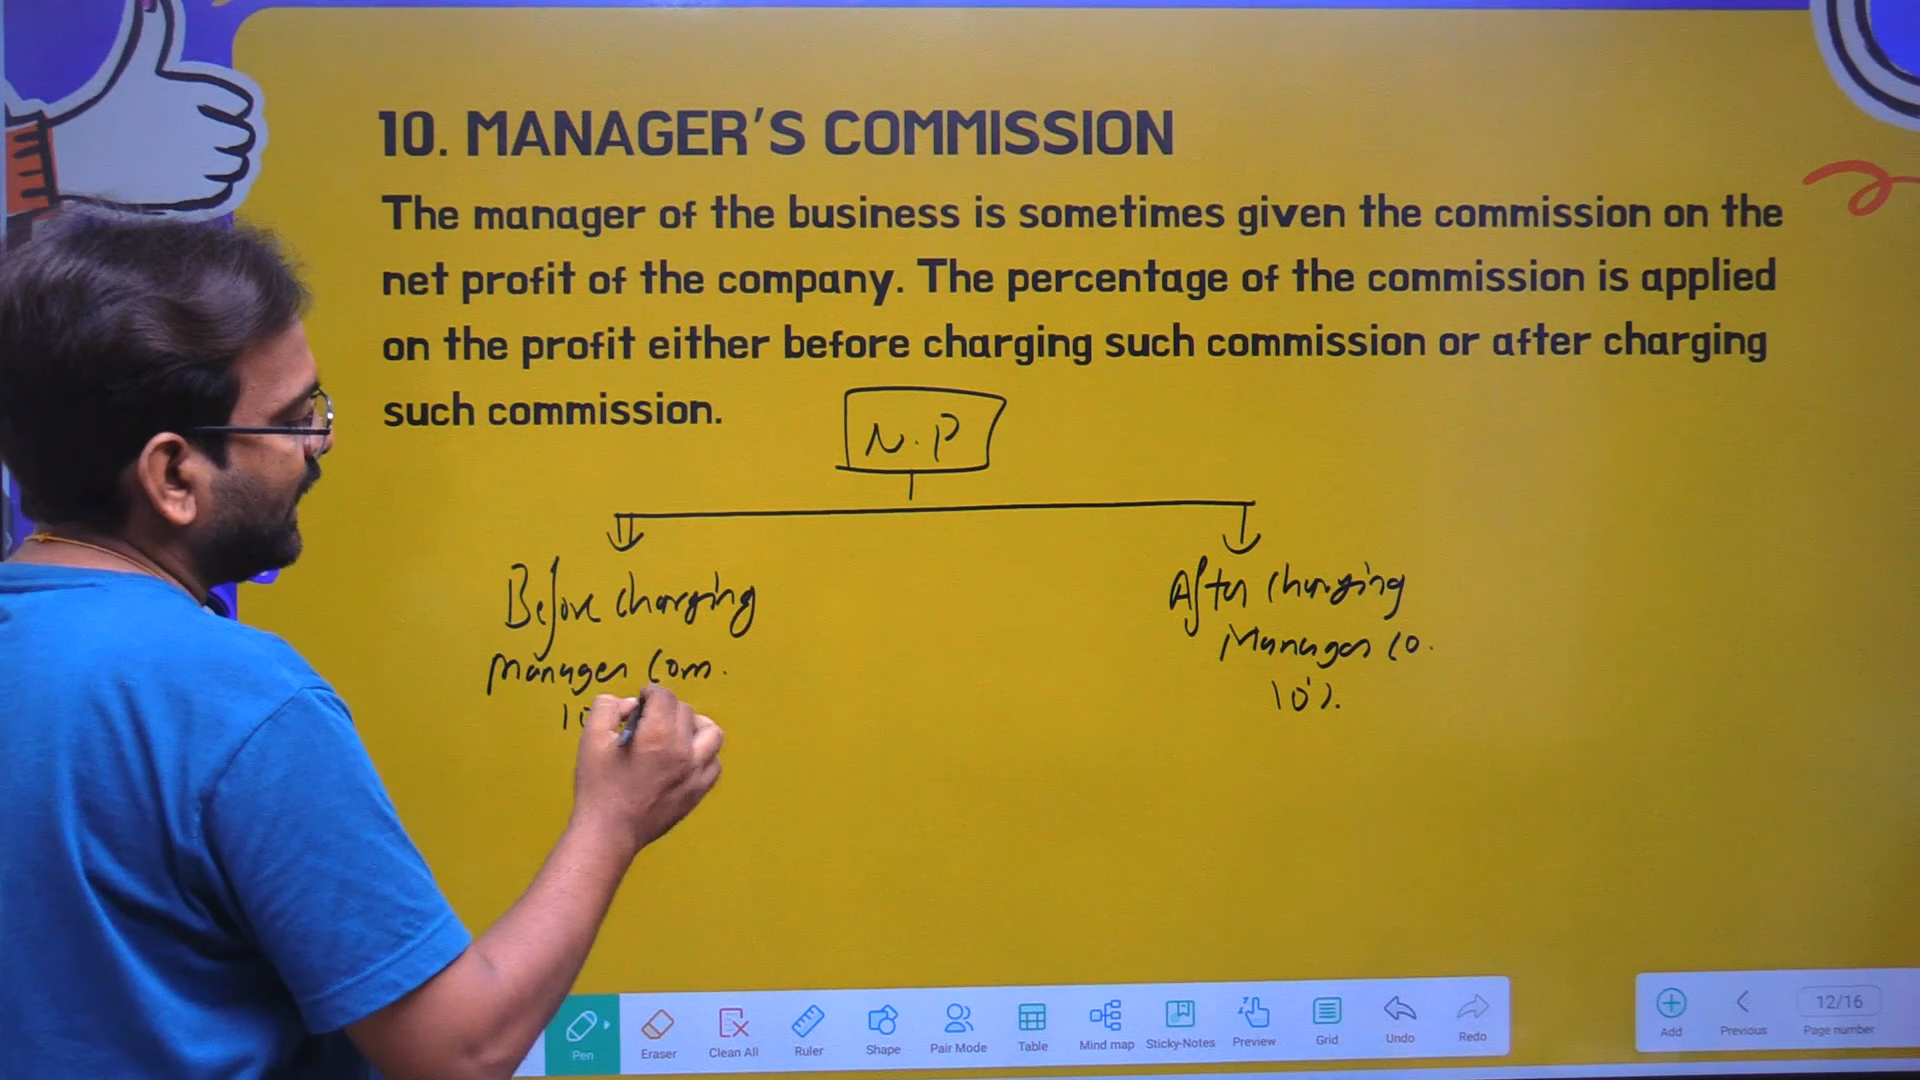 10. MANAGER'S COMMISSION
The manager of the business is sometimes given the commission on the
net profit of the company. The percentage of the commission is applied
on the profit either before charging such commission or after charging
such commission.
N.P
Before charging
Manager Com.
10
After charging
Manager Co.
10%.
Pen
Eraser
Clean All
Ruler
Shape
Pair Mode
Table
Mind map
Sticky-Notes
Preview
Grid
Undo
Redo
Add
Previous
12/16
Page number